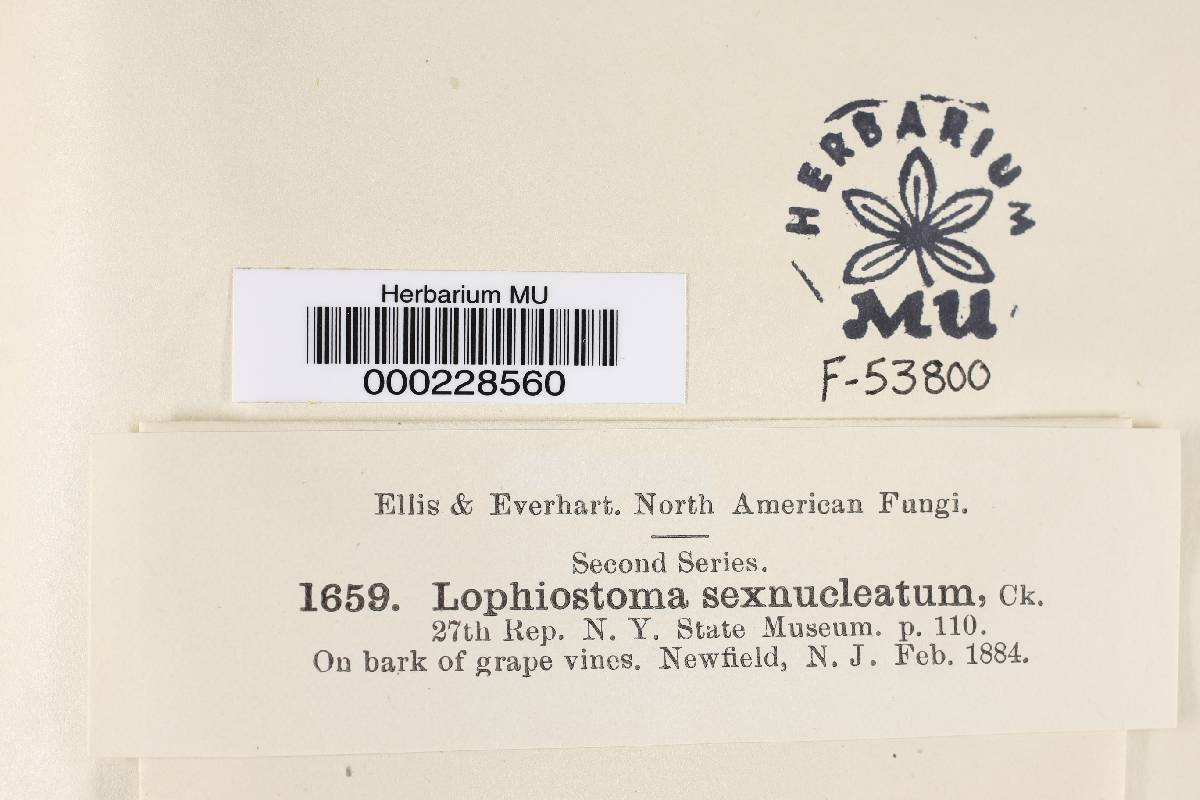 HERBARIUM
MU
F-53800
Herbarium MU
000228560
Ellis & Everhart. North American Fungi.
Second Series.
1659. Lophiostoma sexnucleatum, Ck.
27th Rep. N. Y. State Museum. p. 110.
On bark of grape vines. Newfield, N. J. Feb. 1884.